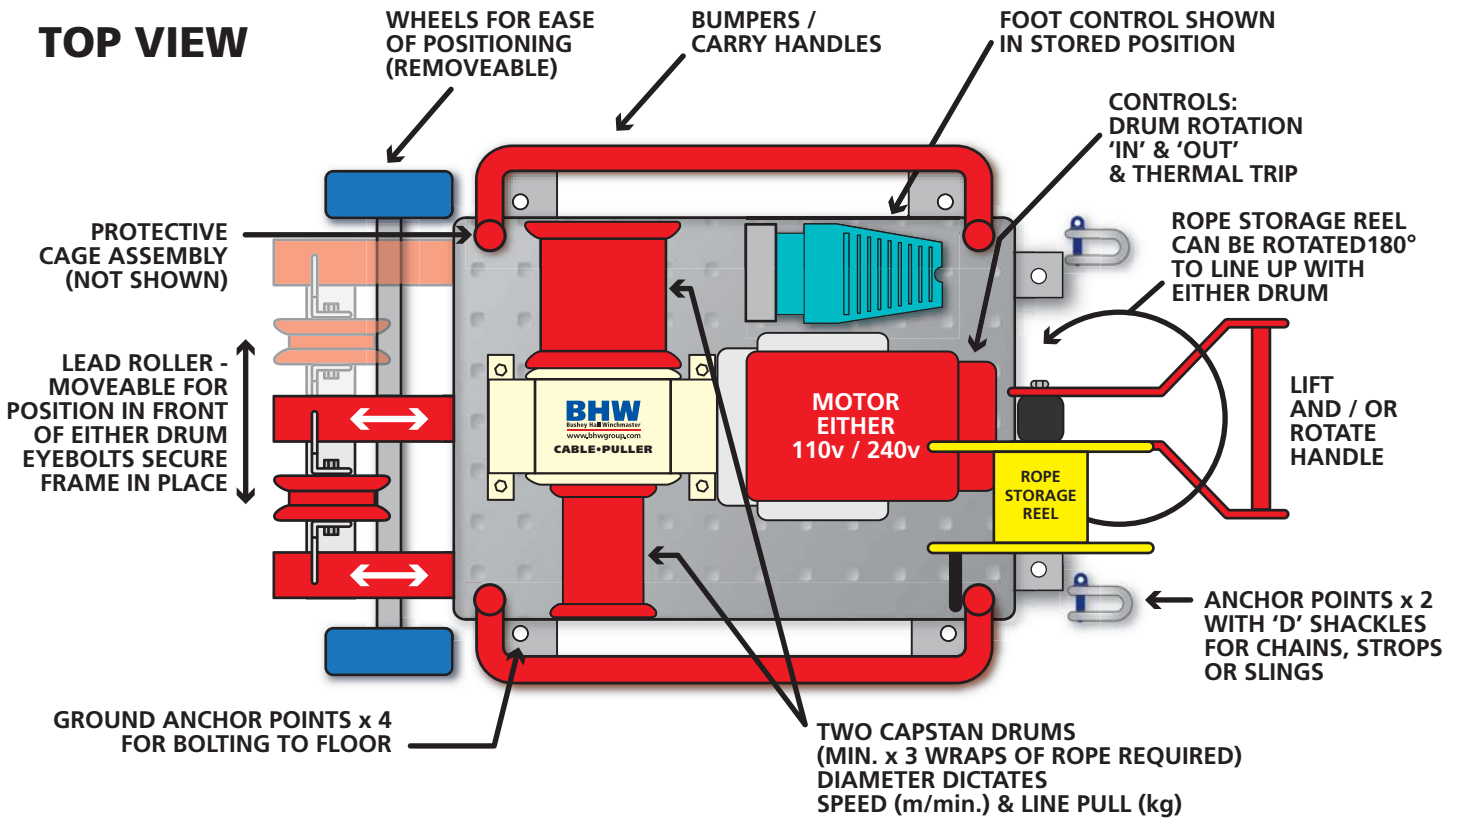 TOP VIEW
WHEELS FOR EASE
OF POSITIONING
(REMOVEABLE)
BUMPERS /
CARRY HANDLES
FOOT CONTROL SHOWN
IN STORED POSITION
CONTROLS:
DRUM ROTATION
‘IN’ & ‘OUT’
& THERMAL TRIP
PROTECTIVE
CAGE ASSEMBLY
(NOT SHOWN)
ROPE STORAGE REEL
CAN BE ROTATED180°
TO LINE UP WITH
EITHER DRUM
LEAD ROLLER -
MOVEABLE FOR
POSITION IN FRONT
OF EITHER DRUM
EYEBOLTS SECURE
FRAME IN PLACE
BHW
Bushey Hall Winchmaster
www.bhwgroup.com
CABLE•PULLER
MOTOR
EITHER
110v / 240v
LIFT
AND / OR
ROTATE
HANDLE
ROPE
STORAGE
REEL
ANCHOR POINTS x 2
WITH ‘D’ SHACKLES
FOR CHAINS, STROPS
OR SLINGS
GROUND ANCHOR POINTS x 4
FOR BOLTING TO FLOOR
TWO CAPSTAN DRUMS
(MIN. x 3 WRAPS OF ROPE REQUIRED)
DIAMETER DICTATES
SPEED (m/min.) & LINE PULL (kg)